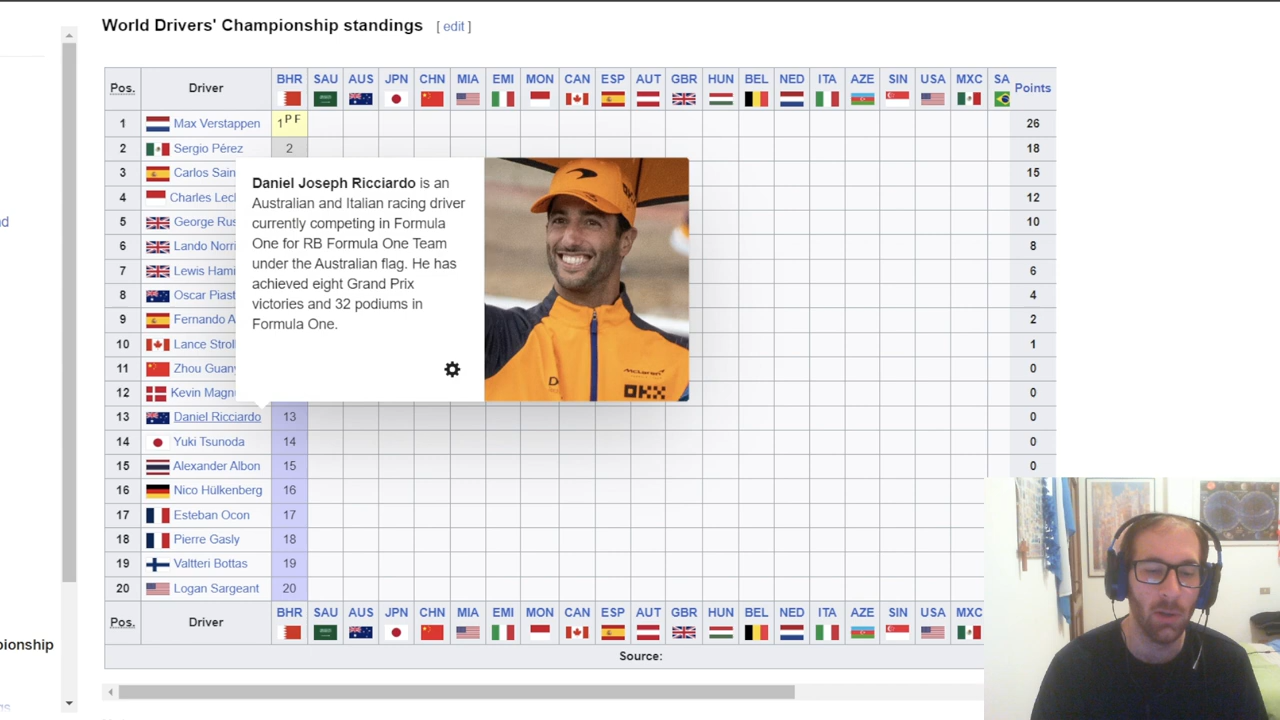 World Drivers' Championship standings [ edit ]
Pos. Driver BHR SAU AUS JPN CHN MIA EMI MON CAN ESP AUT GBR HUN BEL NED ITA AZE SIN USA MXC SA Points
1 Max Verstappen 1 P F 26
2 Sergio Pérez 2 18
3 Carlos Sain 15
4 Charles Lecl 12
5 George Rus 10
6 Lando Norri 8
7 Lewis Hami 6
8 Oscar Piast 4
9 Fernando A 2
10 Lance Stroll 1
11 Zhou Guany 0
12 Kevin Magn 0
Daniel Joseph Ricciardo is an
Australian and Italian racing driver
currently competing in Formula
One for RB Formula One Team
under the Australian flag. He has
achieved eight Grand Prix
victories and 32 podiums in
Formula One.
13 Daniel Ricciardo 13 0
14 Yuki Tsunoda 14 0
15 Alexander Albon 15 0
16 Nico Hülkenberg 16
17 Esteban Ocon 17
18 Pierre Gasly 18
19 Valtteri Bottas 19
20 Logan Sargeant 20
Pos. Driver BHR SAU AUS JPN CHN MIA EMI MON CAN ESP AUT GBR HUN BEL NED ITA AZE SIN USA MXC
Source:
pionship